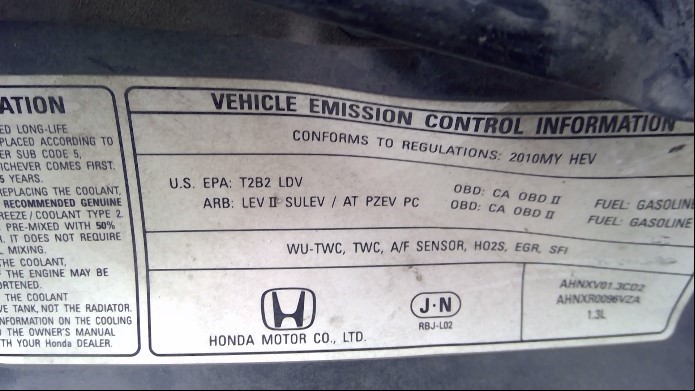 ATION
ED LONG-LIFE
PLACED ACCORDING TO
ER SUB CODE 5,
ICHEVER COMES FIRST.
5 YEARS.
REPLACING THE COOLANT,
RECOMMENDED GENUINE
REEZE / COOLANT TYPE 2.
PRE-MIXED WITH 50%
R. IT DOES NOT REQUIRE
MIXING.
THE COOLANT,
F THE ENGINE MAY BE
ORTENED.
THE COOLANT
VE TANK, NOT THE RADIATOR.
INFORMATION ON THE COOLING
O THE OWNER'S MANUAL
TH YOUR Honda DEALER.
VEHICLE EMISSION CONTROL INFORMATION
CONFORMS TO REGULATIONS: 2010MY HEV
U.S. EPA: T2B2 LDV OBD: CA OBD II FUEL: GASOLINE
ARB: LEV II SULEV / AT PZEV PC OBD: CA OBD II FUEL: GASOLINE
WU-TWC, TWC, A/F SENSOR, HO2S, EGR, SFI
HONDA MOTOR CO., LTD.
J·N
RBJ-L02
AHNXV01.3CD2
AHNXR0096VZA
1.3L